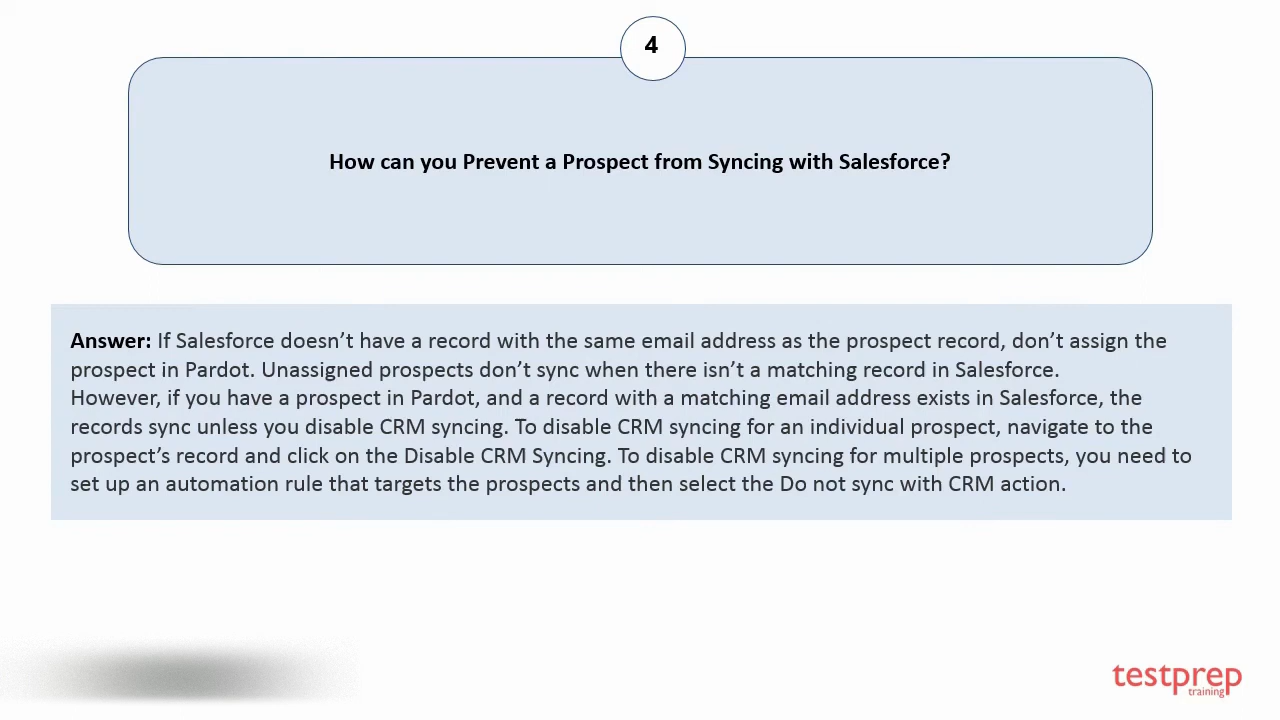 4
How can you Prevent a Prospect from Syncing with Salesforce?
Answer: If Salesforce doesn’t have a record with the same email address as the prospect record, don’t assign the
prospect in Pardot. Unassigned prospects don’t sync when there isn’t a matching record in Salesforce.
However, if you have a prospect in Pardot, and a record with a matching email address exists in Salesforce, the
records sync unless you disable CRM syncing. To disable CRM syncing for an individual prospect, navigate to the
prospect’s record and click on the Disable CRM Syncing. To disable CRM syncing for multiple prospects, you need to
set up an automation rule that targets the prospects and then select the Do not sync with CRM action.
testprep
training